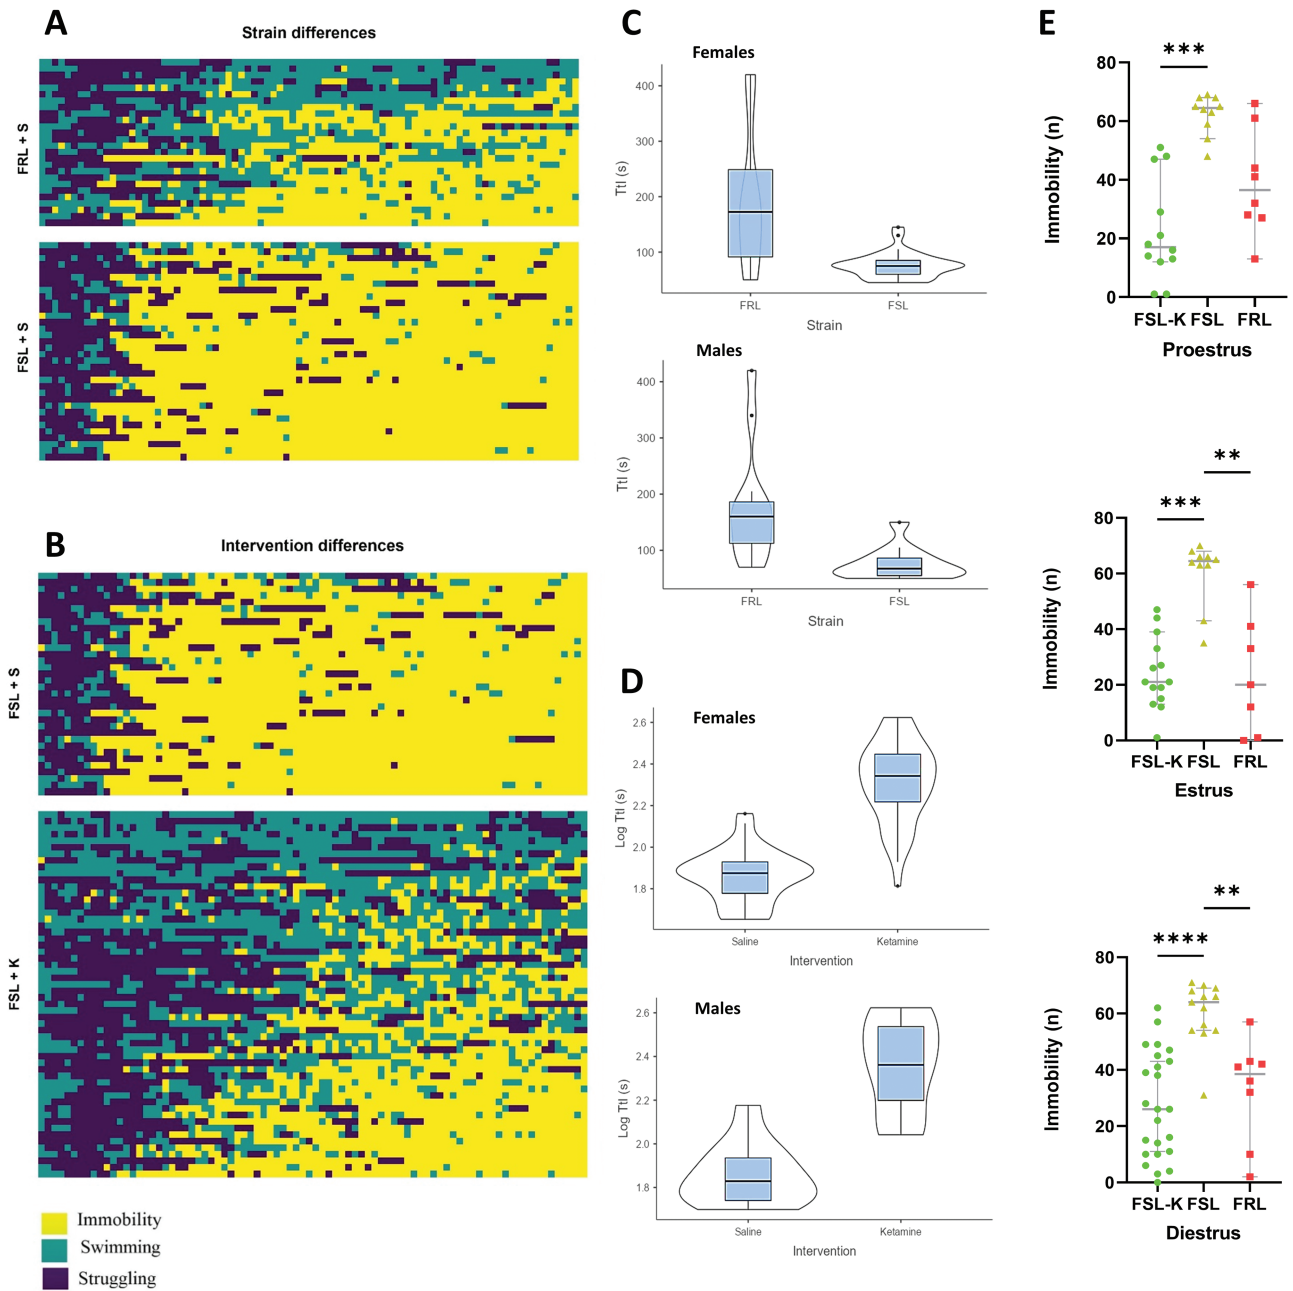 A
Strain differences
FRL + S
FSL + S
B
Intervention differences
FSL + S
FSL + K
Immobility
Swimming
Struggling
C
Females
400
300
200
100
TtI (s)
FRL
FSL
Strain
Males
400
300
200
100
TtI (s)
FRL
FSL
Strain
D
Females
2.6
2.4
2.2
2.0
1.8
Log TtI (s)
Saline
Ketamine
Intervention
Males
2.6
2.4
2.2
2.0
1.8
Log TtI (s)
Saline
Ketamine
Intervention
E
***
80
60
40
20
0
Immobility (n)
FSL-K FSL FRL
Proestrus
**
***
80
60
40
20
0
Immobility (n)
FSL-K FSL FRL
Estrus
**
****
80
60
40
20
0
Immobility (n)
FSL-K FSL FRL
Diestrus